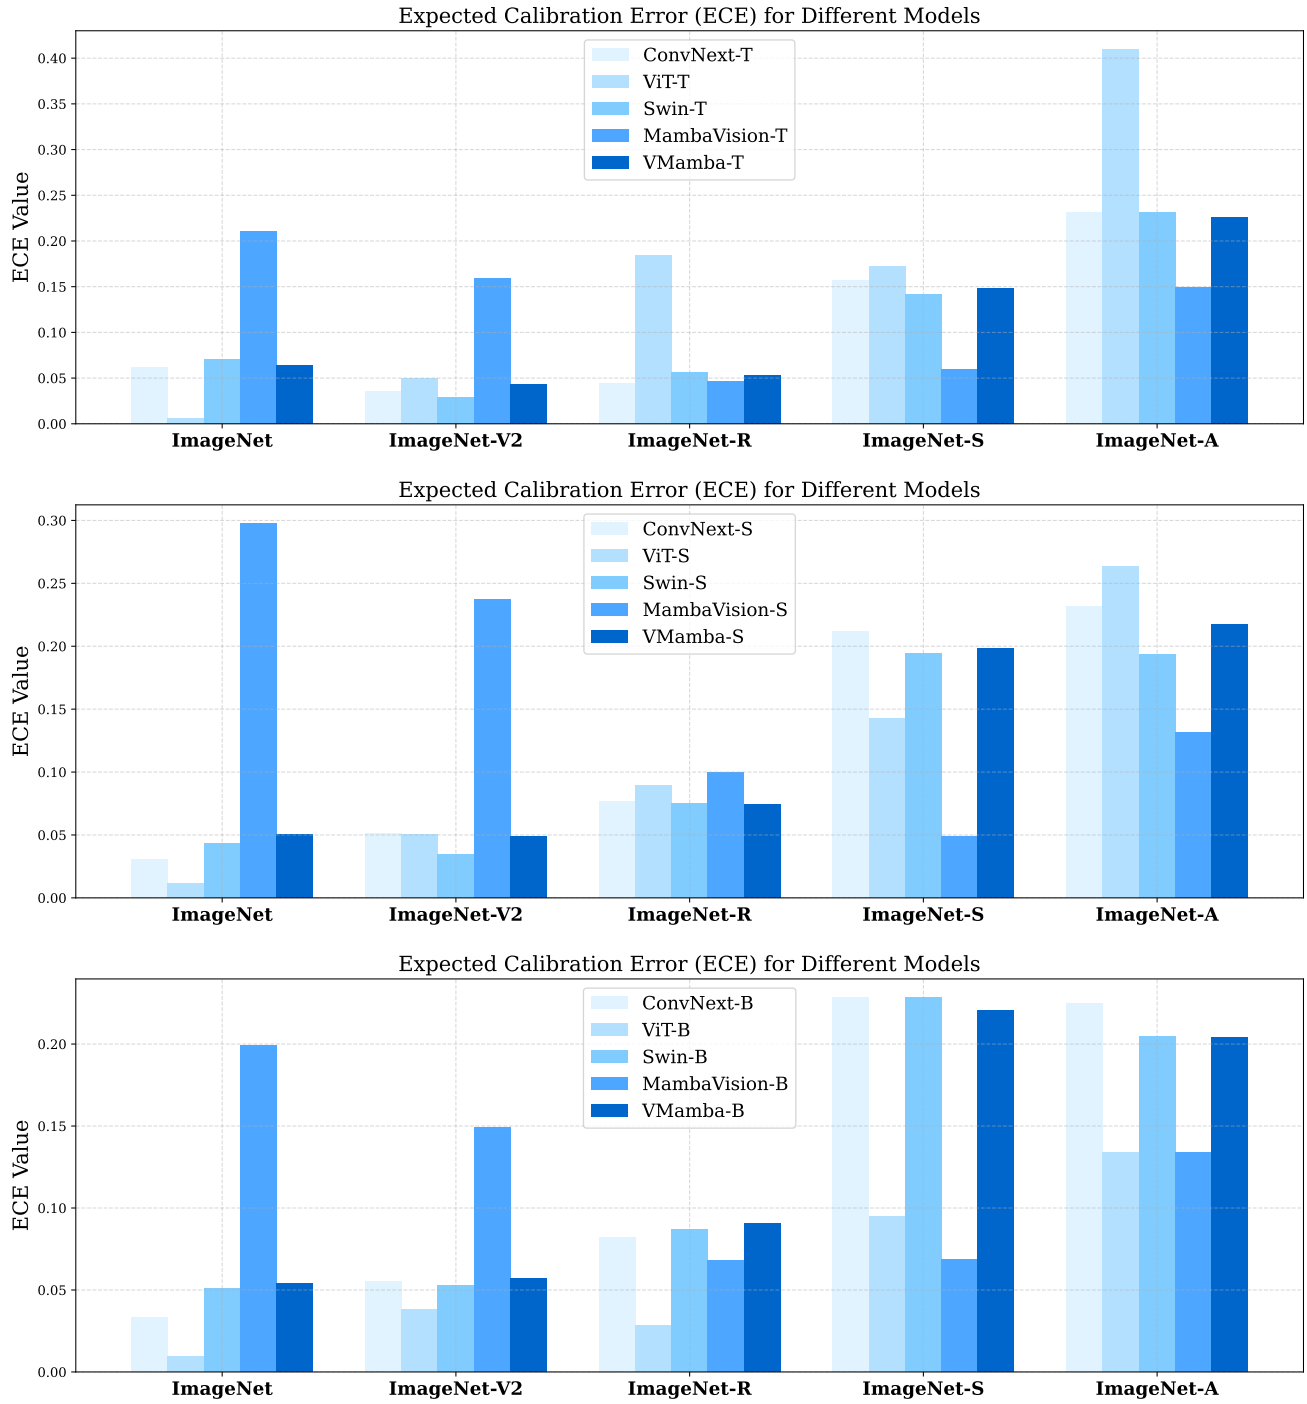 Expected Calibration Error (ECE) for Different Models
ConvNext-T
ViT-T
Swin-T
MambaVision-T
VMamba-T
ECE Value
0.40
0.35
0.30
0.25
0.20
0.15
0.10
0.05
0.00
ImageNet ImageNet-V2 ImageNet-R ImageNet-S ImageNet-A
Expected Calibration Error (ECE) for Different Models
ConvNext-S
ViT-S
Swin-S
MambaVision-S
VMamba-S
ECE Value
0.30
0.25
0.20
0.15
0.10
0.05
0.00
ImageNet ImageNet-V2 ImageNet-R ImageNet-S ImageNet-A
Expected Calibration Error (ECE) for Different Models
ConvNext-B
ViT-B
Swin-B
MambaVision-B
VMamba-B
ECE Value
0.20
0.15
0.10
0.05
0.00
ImageNet ImageNet-V2 ImageNet-R ImageNet-S ImageNet-A